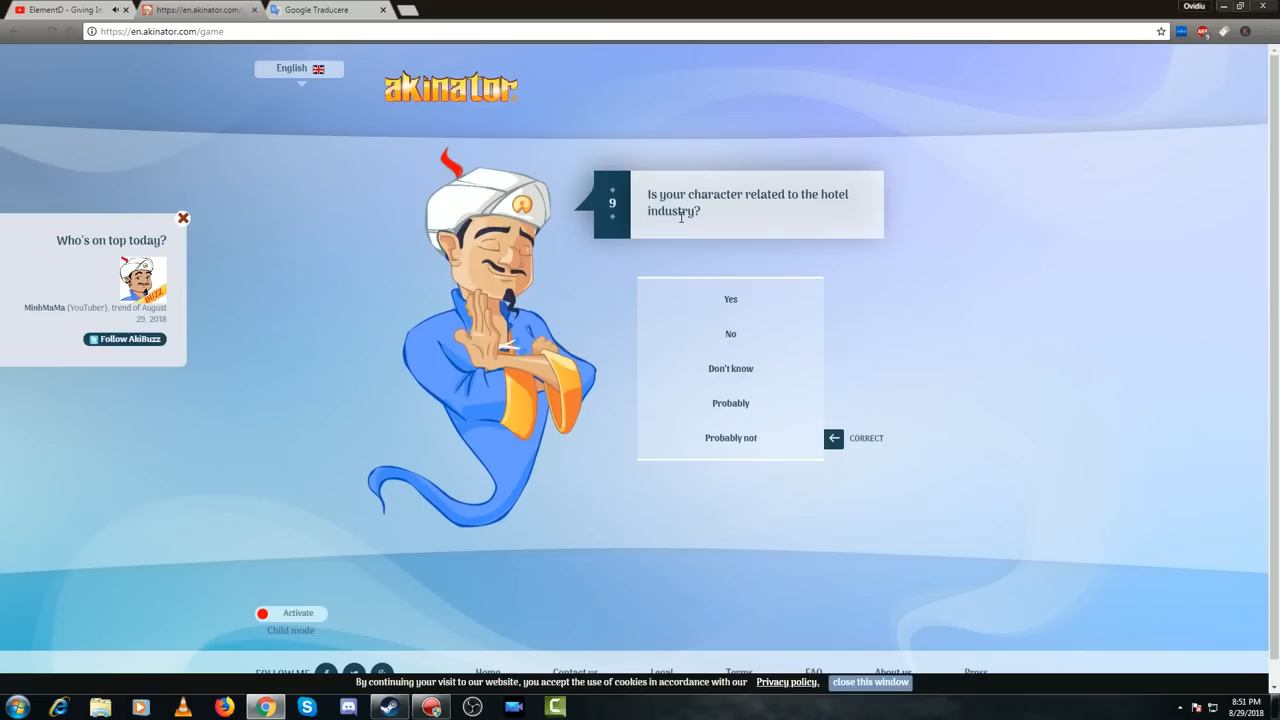 ElementD - Giving In
https://en.akinator.com/
Google Traducere
Ovidiu
https://en.akinator.com/game
English
akinator
9
Is your character related to the hotel
industry?
Who's on top today?
BUZZ
MinhMaMa (YouTuber), trend of August
29, 2018
Follow AkiBuzz
Yes
No
Don't know
Probably
Probably not
CORRECT
Activate
Child mode
FOLLOW ME
Home
Contact us
Legal
Terms
FAQ
About us
Press
By continuing your visit to our website, you accept the use of cookies in accordance with our Privacy policy.
close this window
8:51 PM
8/29/2018